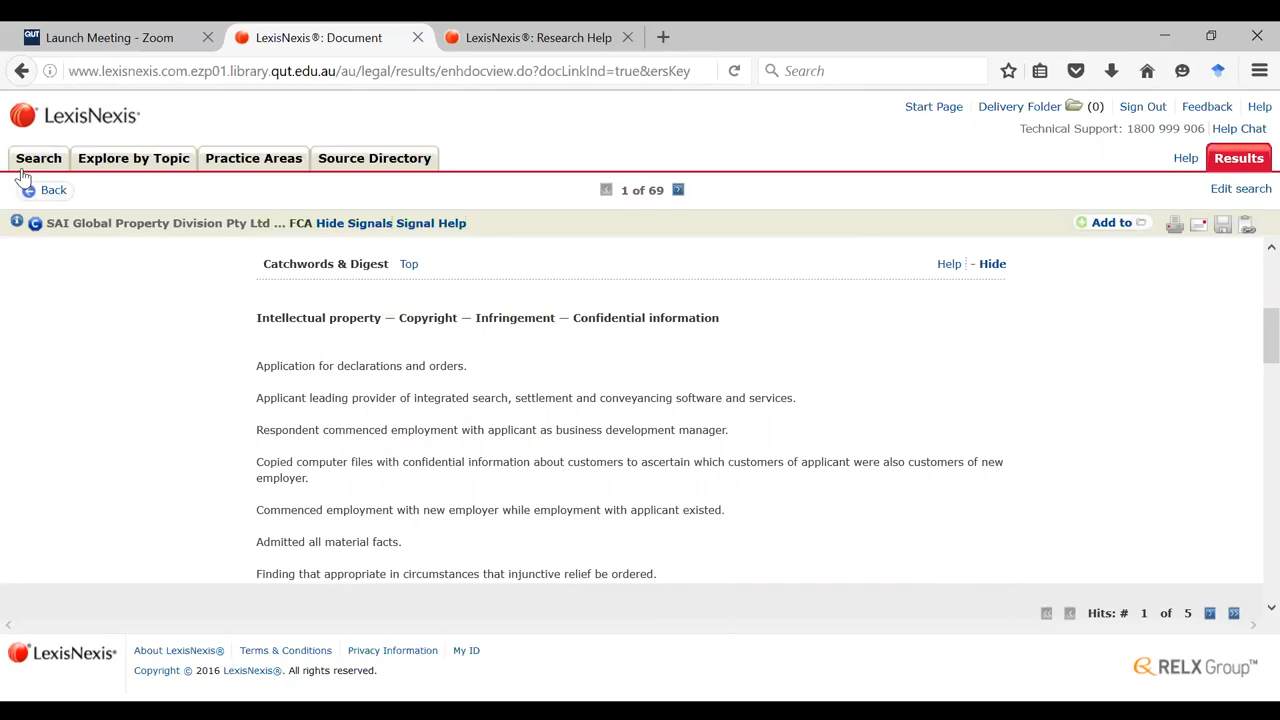 QUT Launch Meeting - Zoom
LexisNexis®: Document
LexisNexis®: Research Help
www.lexisnexis.com.ezp01.library.qut.edu.au/au/legal/results/enhdocview.do?docLinkInd=true&ersKey
Search
LexisNexis®
Start Page Delivery Folder (0) Sign Out Feedback Help
Technical Support: 1800 999 906 Help Chat
Search Explore by Topic Practice Areas Source Directory Help Results
Back 1 of 69 Edit search
SAI Global Property Division Pty Ltd ... FCA Hide Signals Signal Help Add to
Catchwords & Digest Top Help - Hide
Intellectual property — Copyright — Infringement — Confidential information
Application for declarations and orders.
Applicant leading provider of integrated search, settlement and conveyancing software and services.
Respondent commenced employment with applicant as business development manager.
Copied computer files with confidential information about customers to ascertain which customers of applicant were also customers of new
employer.
Commenced employment with new employer while employment with applicant existed.
Admitted all material facts.
Finding that appropriate in circumstances that injunctive relief be ordered.
Hits: # 1 of 5
LexisNexis® About LexisNexis® Terms & Conditions Privacy Information My ID
Copyright © 2016 LexisNexis®. All rights reserved.
RELX Group™